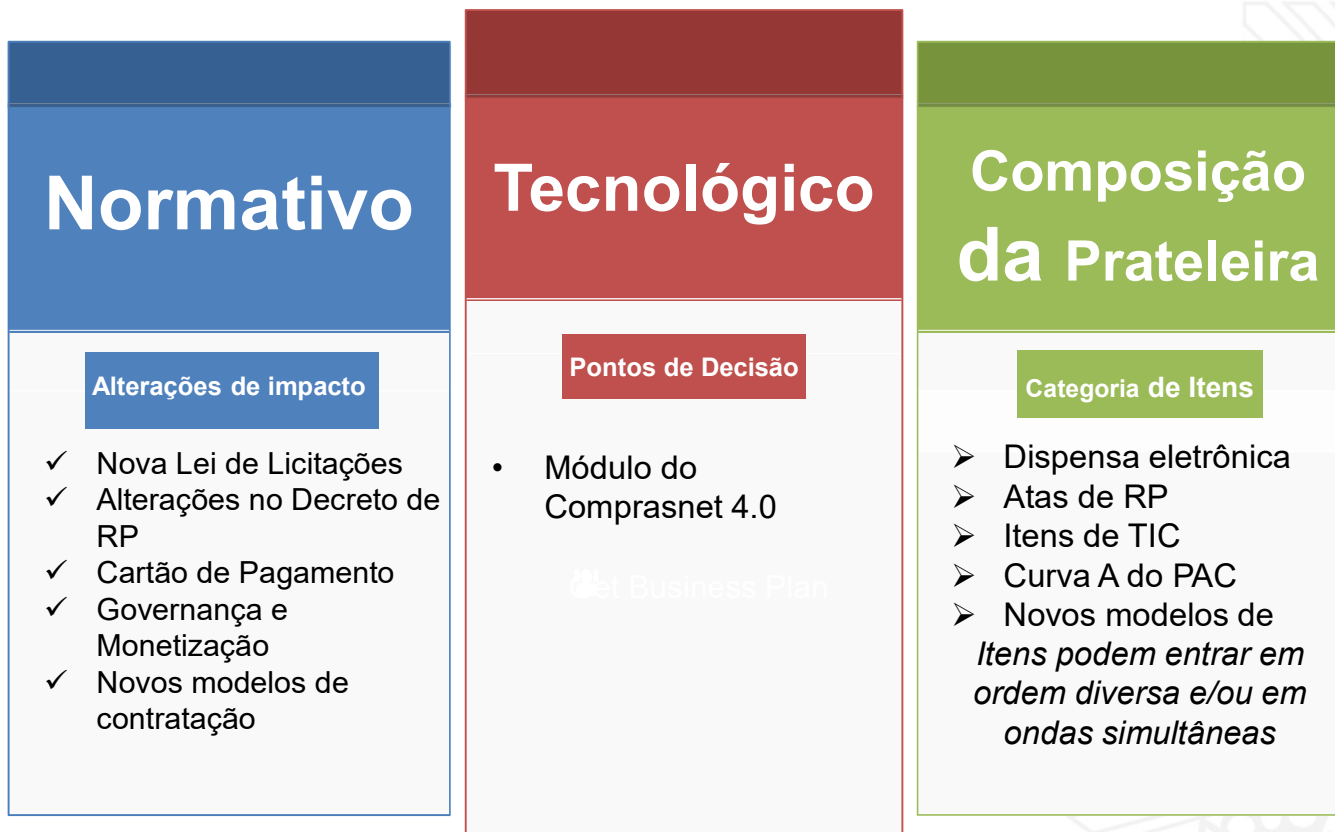 Normativo
Alterações de impacto
✓ Nova Lei de Licitações
✓ Alterações no Decreto de
RP
✓ Cartão de Pagamento
✓ Governança e
Monetização
✓ Novos modelos de
contratação
Tecnológico
Pontos de Decisão
• Módulo do
Comprasnet 4.0
Get Business Plan
Composição
da Prateleira
Categoria de Itens
➢ Dispensa eletrônica
➢ Atas de RP
➢ Itens de TIC
➢ Curva A do PAC
➢ Novos modelos de
Itens podem entrar em
ordem diversa e/ou em
ondas simultâneas